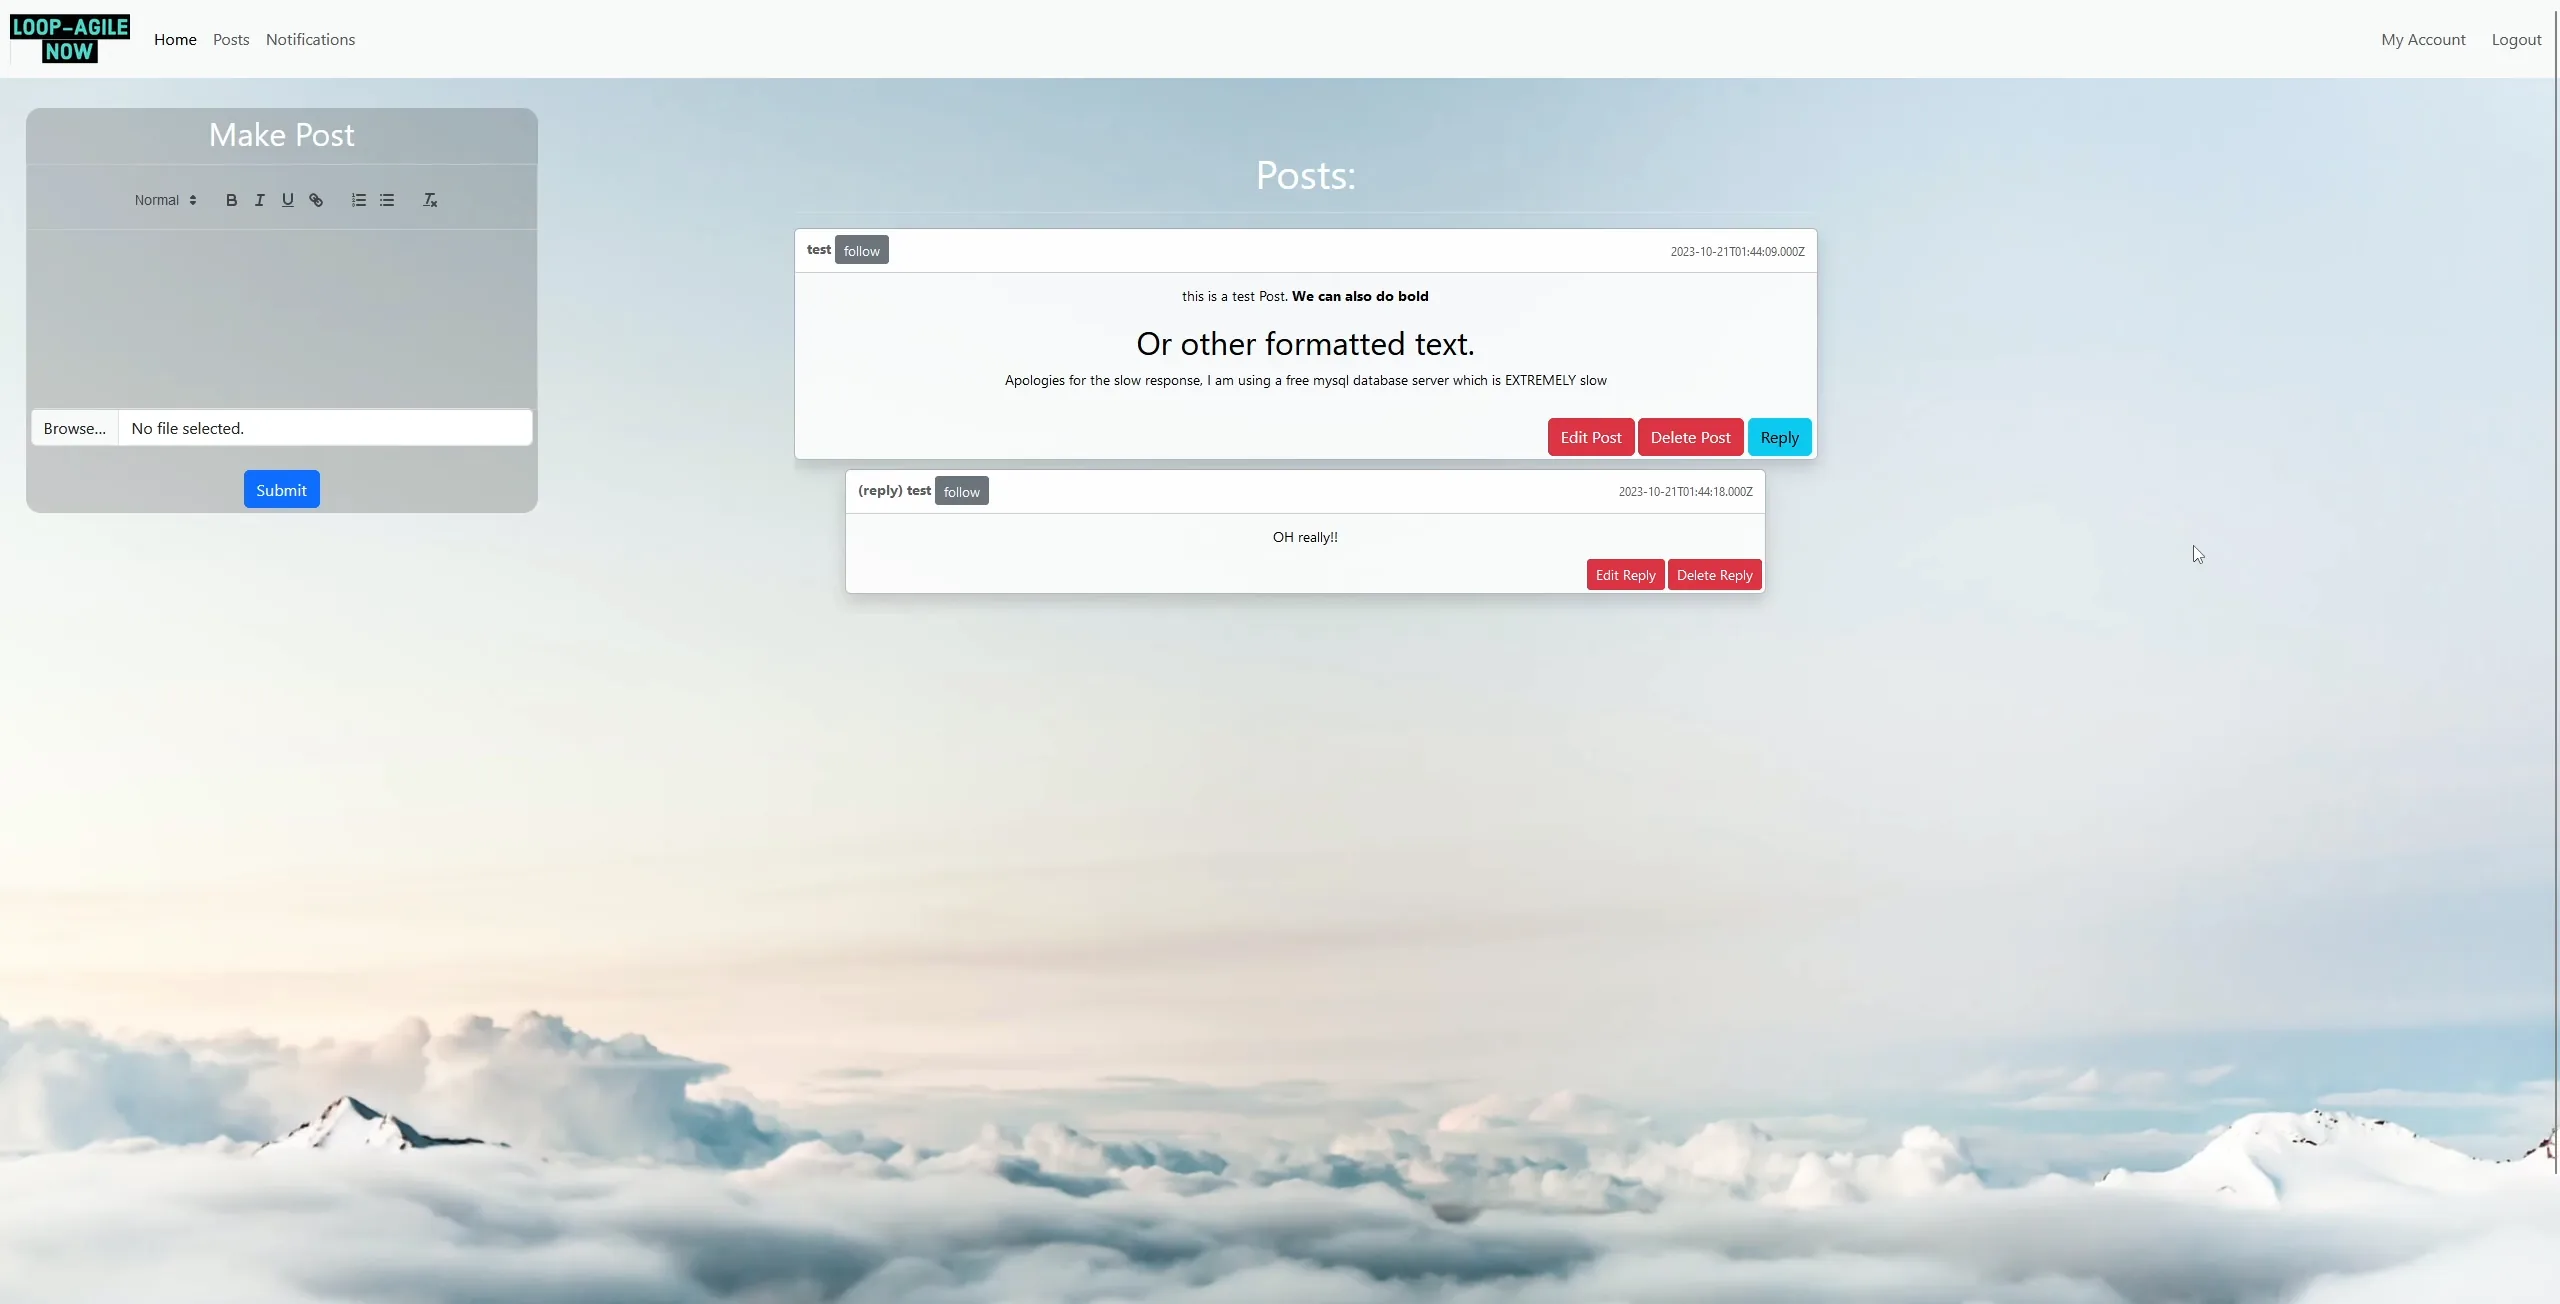 LOOP-AGILE
NOW
Home Posts Notifications
My Account Logout
Make Post
Normal
Browse... No file selected.
Submit
Posts:
test follow 2023-10-21T01:44:09.000Z
this is a test Post. We can also do bold
Or other formatted text.
Apologies for the slow response, I am using a free mysql database server which is EXTREMELY slow
Edit Post Delete Post Reply
(reply) test follow 2023-10-21T01:44:18.000Z
OH really!!
Edit Reply Delete Reply